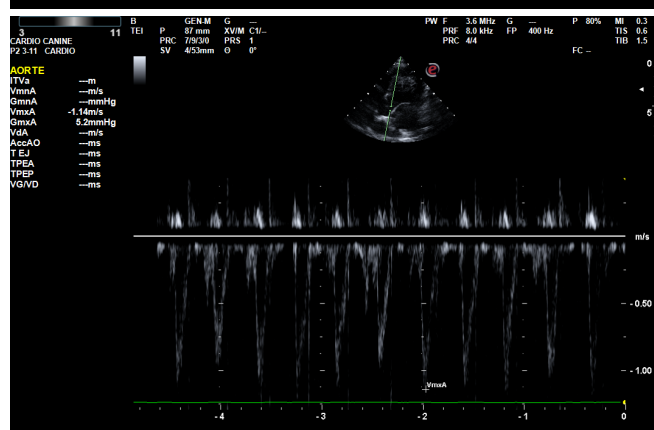 B GEN-M G —
TEI P 87 mm XV/M C1/--
PRC 7/9/3/0 PRS 1
SV 4/53mm Θ 0°
PW F 3.6 MHz G —
PRF 8.0 kHz FP 400 Hz
PRC 4/4
P 80% MI 0.3
TIS 0.6
TIB 1.5
FC –
3 11
CARDIO CANINE
P2 3-11 CARDIO
AORTE
ITVa ---m
VmnA ---m/s
GmnA ---mmHg
VmxA -1.14m/s
GmxA 5.2mmHg
VdA ---m/s
AccAO ---ms
T EJ ---ms
TPEA ---ms
TPEP ---ms
VG/VD ---ms
e
0
5
m/s
- 0.50
- 1.00
VmxA
-4 -3 -2 -1 0